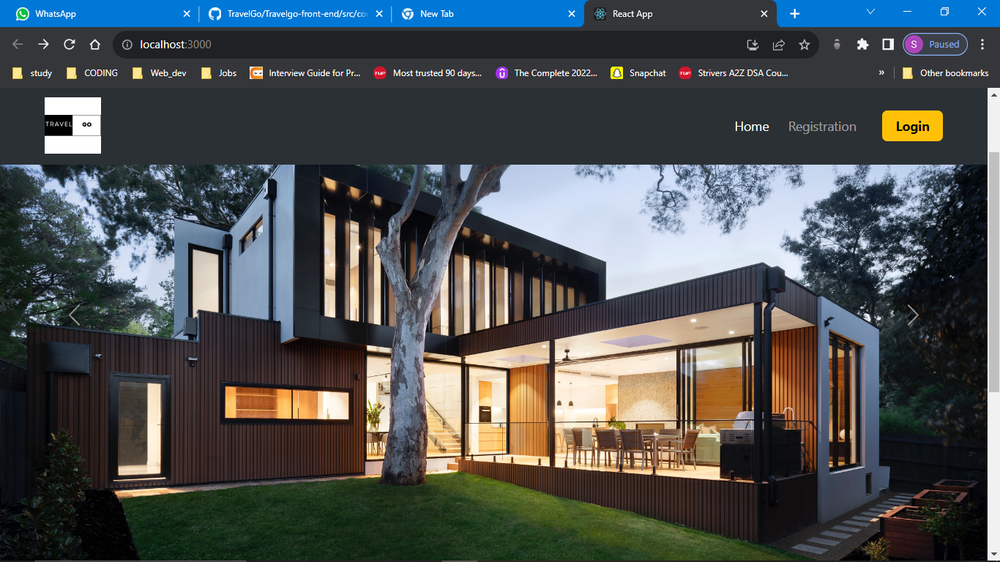 WhatsApp
TravelGo/Travelgo-front-end/src/co
New Tab
React App
localhost:3000
S Paused
study
CODING
Web_dev
Jobs
Interview Guide for Pr...
Most trusted 90 days...
The Complete 2022...
Snapchat
Strivers A2Z DSA Cou...
»
Other bookmarks
TRAVEL GO
Home
Registration
Login